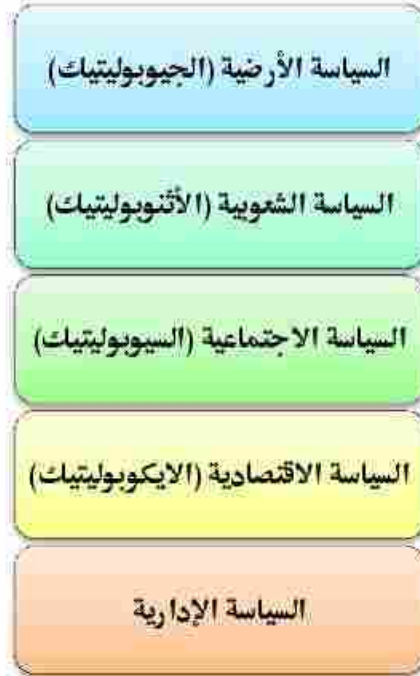 السياسة الأرضية (الجيوبوليتيك)
السياسة الشعوبية (الأثنوبوليتيك)
السياسة الاجتماعية (السيوبوليتيك)
السياسة الاقتصادية (الايكوبوليتيك)
السياسة الإدارية